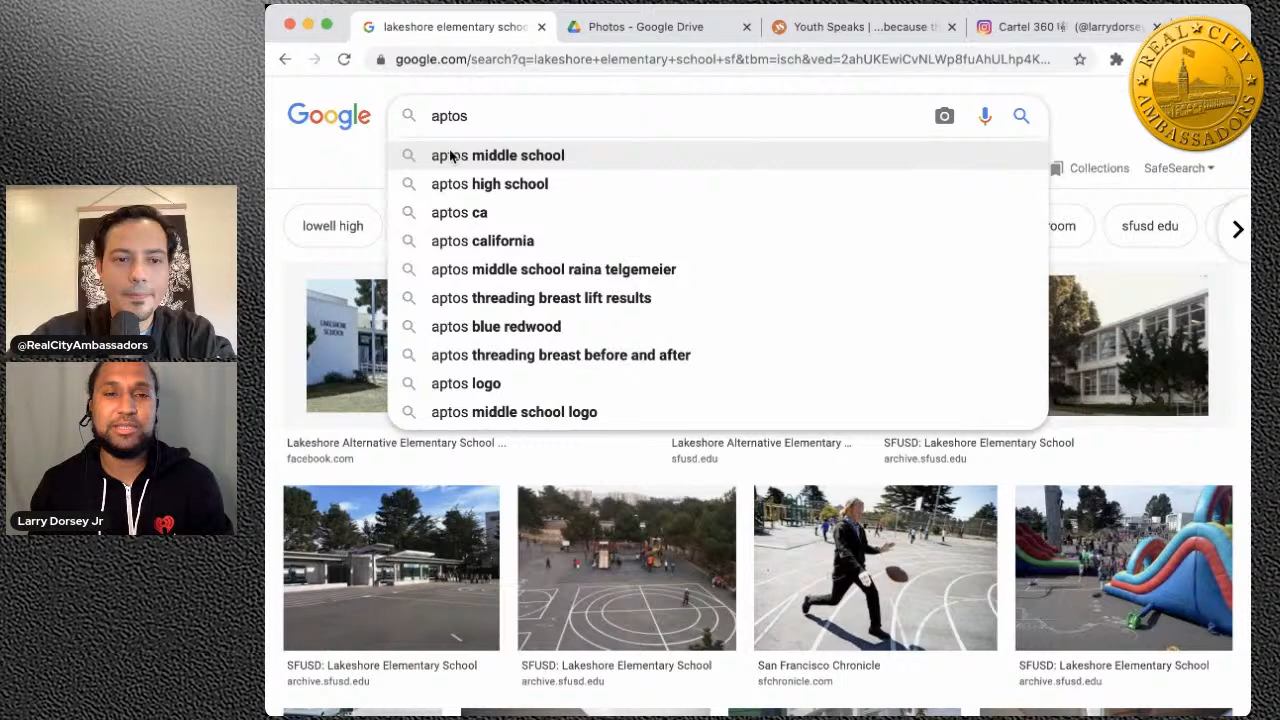 lakeshore elementary schoo
Photos - Google Drive
Youth Speaks | ...because th
Cartel 360 (@larrydorse
google.com/search?q=lakeshore+elementary+school+sf&tbm=isch&ved=2ahUKEwiCvNLWp8fuAhULhp4K...
REAL CITY AMBASSADORS
Google
aptos
aptos middle school
aptos high school
aptos ca
aptos california
aptos middle school raina telgemeier
aptos threading breast lift results
aptos blue redwood
aptos threading breast before and after
aptos logo
aptos middle school logo
Collections
SafeSearch
lowell high
oom
sfusd edu
LAKESHORE
SCHOOL
@RealCityAmbassadors
Larry Dorsey Jr
Lakeshore Alternative Elementary School ...
facebook.com
Lakeshore Alternative Elementary ...
sfusd.edu
SFUSD: Lakeshore Elementary School
archive.sfusd.edu
SFUSD: Lakeshore Elementary School
archive.sfusd.edu
SFUSD: Lakeshore Elementary School
archive.sfusd.edu
San Francisco Chronicle
sfchronicle.com
SFUSD: Lakeshore Elementary School
archive.sfusd.edu